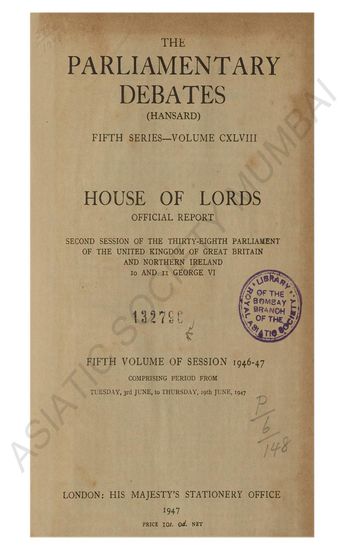 THE
PARLIAMENTARY
DEBATES
(HANSARD)
FIFTH SERIES—VOLUME CXLVIII
HOUSE OF LORDS
OFFICIAL REPORT
SECOND SESSION OF THE THIRTY-EIGHTH PARLIAMENT
OF THE UNITED KINGDOM OF GREAT BRITAIN
AND NORTHERN IRELAND
10 AND 11 GEORGE VI
LIBRARY
OF THE
BOMBAY
BRANCH
OF THE
ROYAL ASIATIC SOCIETY
FIFTH VOLUME OF SESSION 1946-47
COMPRISING PERIOD FROM
TUESDAY, 3rd JUNE, to THURSDAY, 19th JUNE, 1947
P
6
148
LONDON: HIS MAJESTY'S STATIONERY OFFICE
1947
PRICE 10s. 0d. NET
ASIATIC SOCIETY MUMBAI